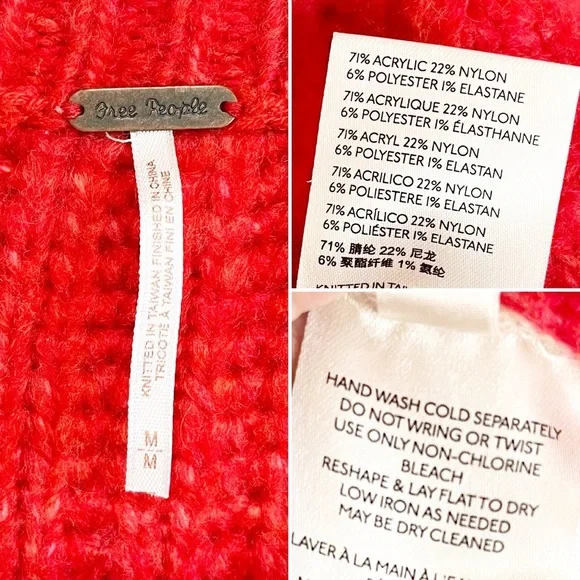 Free People
KNITTED IN TAIWAN FINISHED IN CHINA
TRICOTÉ À TAIWAN FINI EN CHINE
M
M
71% ACRYLIC 22% NYLON
6% POLYESTER 1% ELASTANE
71% ACRYLIQUE 22% NYLON
6% POLYESTER 1% ÉLASTHANNE
71% ACRYL 22% NYLON
6% POLYESTER 1% ELASTAN
71% ACRILICO 22% NYLON
6% POLIESTERE 1% ELASTAN
71% ACRÍLICO 22% NYLON
6% POLIÉSTER 1% ELASTANE
71% 腈纶 22% 尼龙
6% 聚酯纤维 1% 氨纶
KNITTED IN TAIWAN
HAND WASH COLD SEPARATELY
DO NOT WRING OR TWIST
USE ONLY NON-CHLORINE
BLEACH
RESHAPE & LAY FLAT TO DRY
LOW IRON AS NEEDED
MAY BE DRY CLEANED
LAVER À LA MAIN À